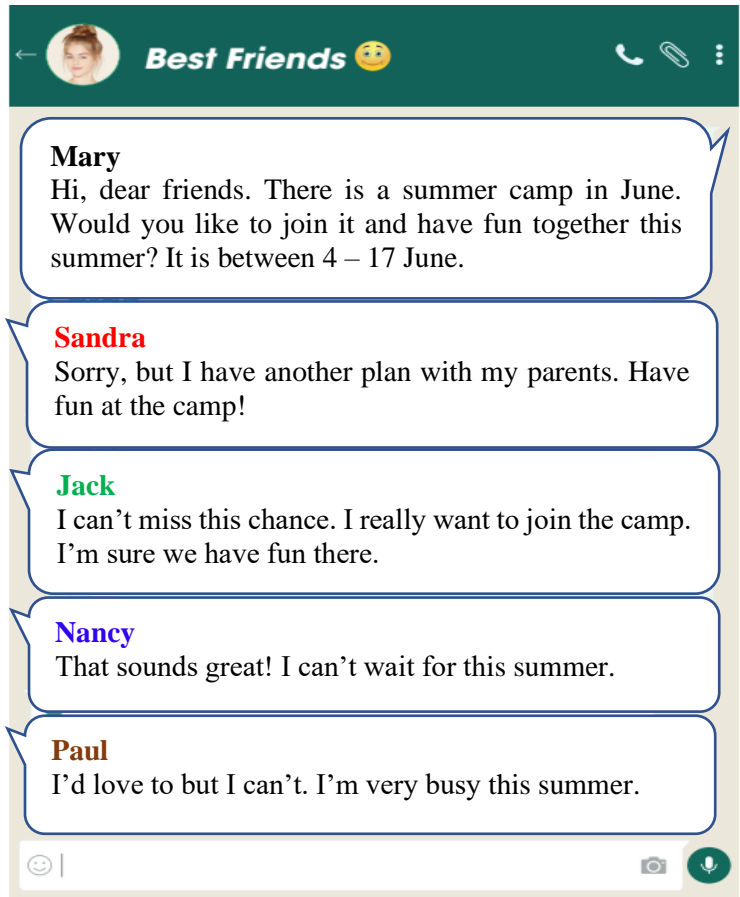 Best Friends
Mary
Hi, dear friends. There is a summer camp in June.
Would you like to join it and have fun together this
summer? It is between 4 – 17 June.
Sandra
Sorry, but I have another plan with my parents. Have
fun at the camp!
Jack
I can’t miss this chance. I really want to join the camp.
I’m sure we have fun there.
Nancy
That sounds great! I can’t wait for this summer.
Paul
I’d love to but I can’t. I’m very busy this summer.